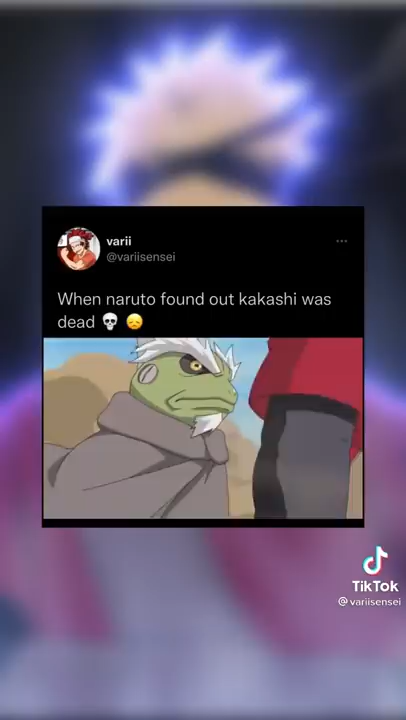 varii
@variisensei
When naruto found out kakashi was
dead 💀 😞
TikTok
@variisensei